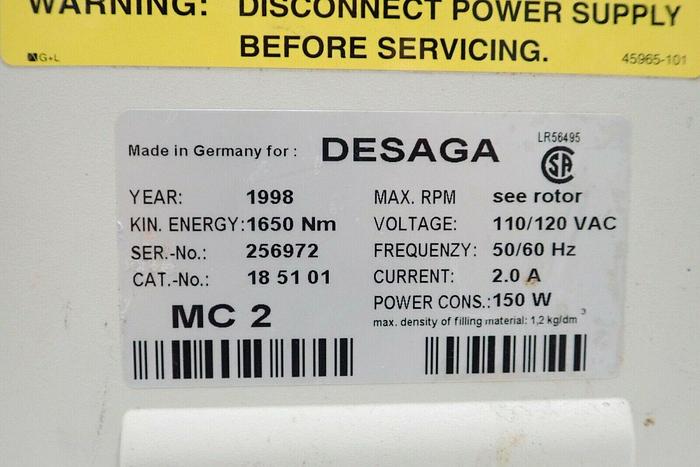 WARNING: DISCONNECT POWER SUPPLY
BEFORE SERVICING.
G+L
45965-101
Made in Germany for : DESAGA
LR56495
SA
YEAR: 1998
KIN. ENERGY: 1650 Nm
SER.-No.: 256972
CAT.-No.: 18 51 01
MC 2
MAX. RPM see rotor
VOLTAGE: 110/120 VAC
FREQUENZY: 50/60 Hz
CURRENT: 2.0 A
POWER CONS.: 150 W
max. density of filling material: 1,2 kg/dm³